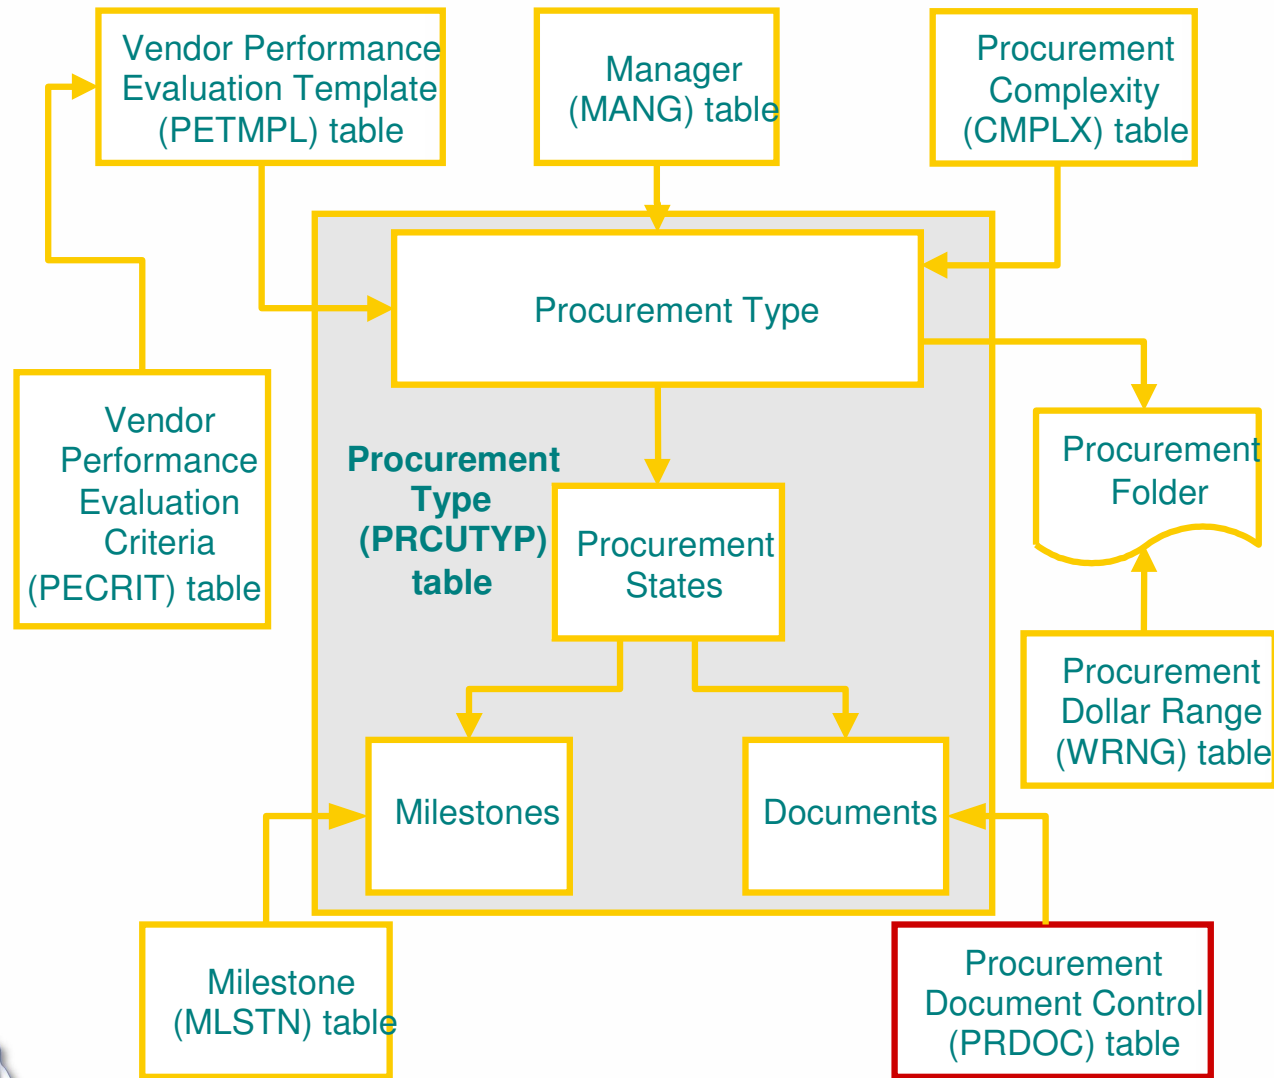 Vendor Performance
Evaluation Template
(PETMPL) table
Manager
(MANG) table
Procurement
Complexity
(CMPLX) table
Procurement Type
Vendor
Performance
Evaluation
Criteria
(PECRIT) table
Procurement
Type
(PRCUTYP)
table
Procurement
States
Procurement
Folder
Procurement
Dollar Range
(WRNG) table
Milestones
Documents
Milestone
(MLSTN) table
Procurement
Document Control
(PRDOC) table